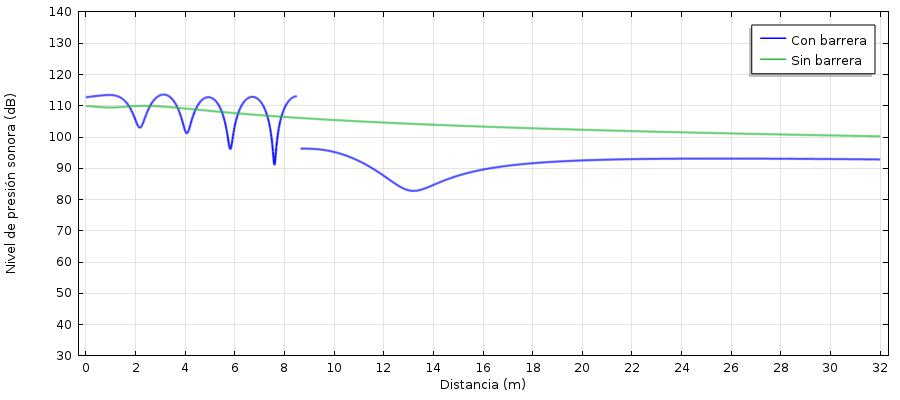 140
130
120
110
100
90
80
70
60
50
40
30
Nivel de presión sonora (dB)
Con barrera
Sin barrera
0 2 4 6 8 10 12 14 16 18 20 22 24 26 28 30 32
Distancia (m)